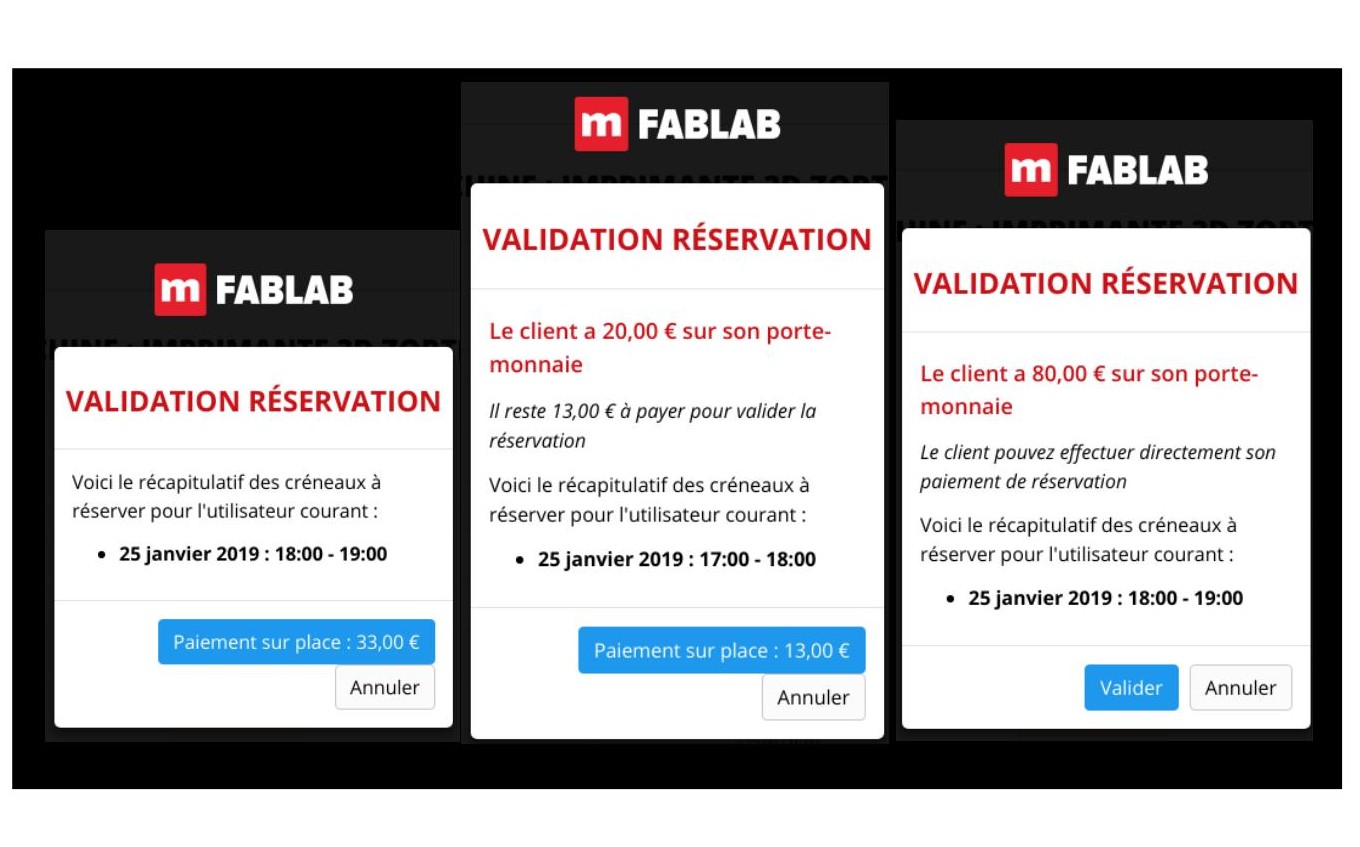 m FABLAB
VALIDATION RÉSERVATION
Voici le récapitulatif des créneaux à
réserver pour l'utilisateur courant :
• 25 janvier 2019 : 18:00 - 19:00
Paiement sur place : 33,00 €
Annuler
m FABLAB
: IMPRIMANTE 3D
VALIDATION RÉSERVATION
Le client a 20,00 € sur son porte-
monnaie
Il reste 13,00 € à payer pour valider la
réservation
Voici le récapitulatif des créneaux à
réserver pour l'utilisateur courant :
• 25 janvier 2019 : 17:00 - 18:00
Paiement sur place : 13,00 €
Annuler
m FABLAB
: IMPRIMANTE 3D
VALIDATION RÉSERVATION
Le client a 80,00 € sur son porte-
monnaie
Le client pouvez effectuer directement son
paiement de réservation
Voici le récapitulatif des créneaux à
réserver pour l'utilisateur courant :
• 25 janvier 2019 : 18:00 - 19:00
Valider
Annuler